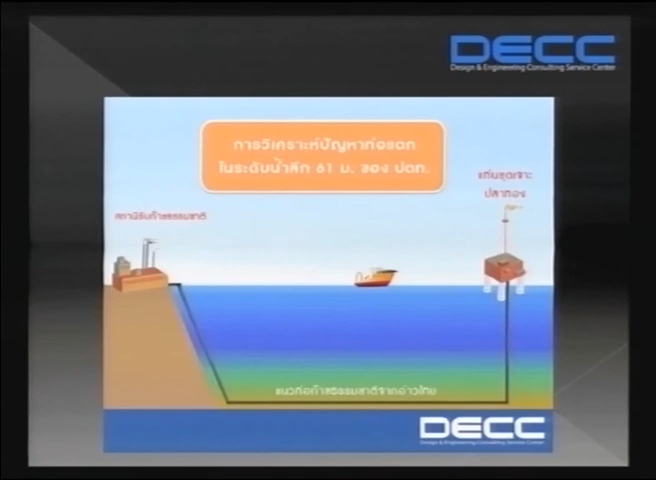 DECC
Design & Engineering Consulting Service Center
การวิเคราะห์ปัญหาท่อแตก
ในระดับน้ำลึก 61 ม. ของ ปตท.
แท่นขุดเจาะ
ปลาทอง
สถานีรับก๊าซธรรมชาติ
แนวท่อก๊าซธรรมชาติจากอ่าวไทย
DECC
Design & Engineering Consulting Service Center